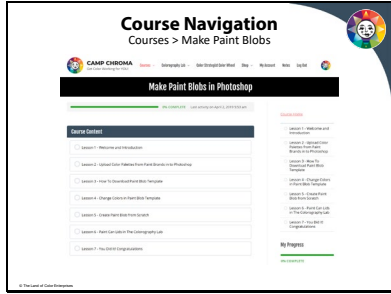 Course Navigation
Courses > Make Paint Blobs
CAMP CHROMA
Get Color Working for YOU!
Courses
Colorography Lab
Color Strategist Color Wheel
Shop
My Account
Notes
Log Out
Make Paint Blobs in Photoshop
0% COMPLETE
Course Content
Lesson 1 - Welcome and Introduction
Lesson 2 - Upload Color Palettes from Paint Brands in to Photoshop
Lesson 3 - How To Download Paint Blob Template
Lesson 4 - Change Colors in Paint Blob Template
Lesson 5 - Create Paint Blob from Scratch
Lesson 6 - Paint Can Lids in The Colorography Lab
Lesson 7 - You Did It! Congratulations
Lesson 1 - Welcome and
Introduction
Lesson 2 - Upload Color
Palettes from Paint
Brands in to Photoshop
Lesson 3 - How To
Download Paint Blob
Template
Lesson 4 - Change Colors
in Paint Blob Template
Lesson 5 - Create Paint
Blob from Scratch
Lesson 6 - Paint Can Lids
in The Colorography Lab
Lesson 7 - You Did It!
Congratulations
My Progress
0% COMPLETE
© The Land of Color Enterprises